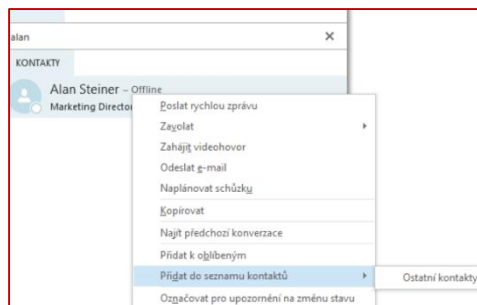 alan
KONTAKTY
Alan Steiner – Offline
Marketing Director
Poslat rychlou zprávu
Zavolat
Zahájit videohovor
Odeslat e-mail
Naplánovat schůzku
Kopírovat
Najít předchozí konverzace
Přidat k oblíbeným
Přidat do seznamu kontaktů
Ostatní kontakty
Označovat pro upozornění na změnu stavu